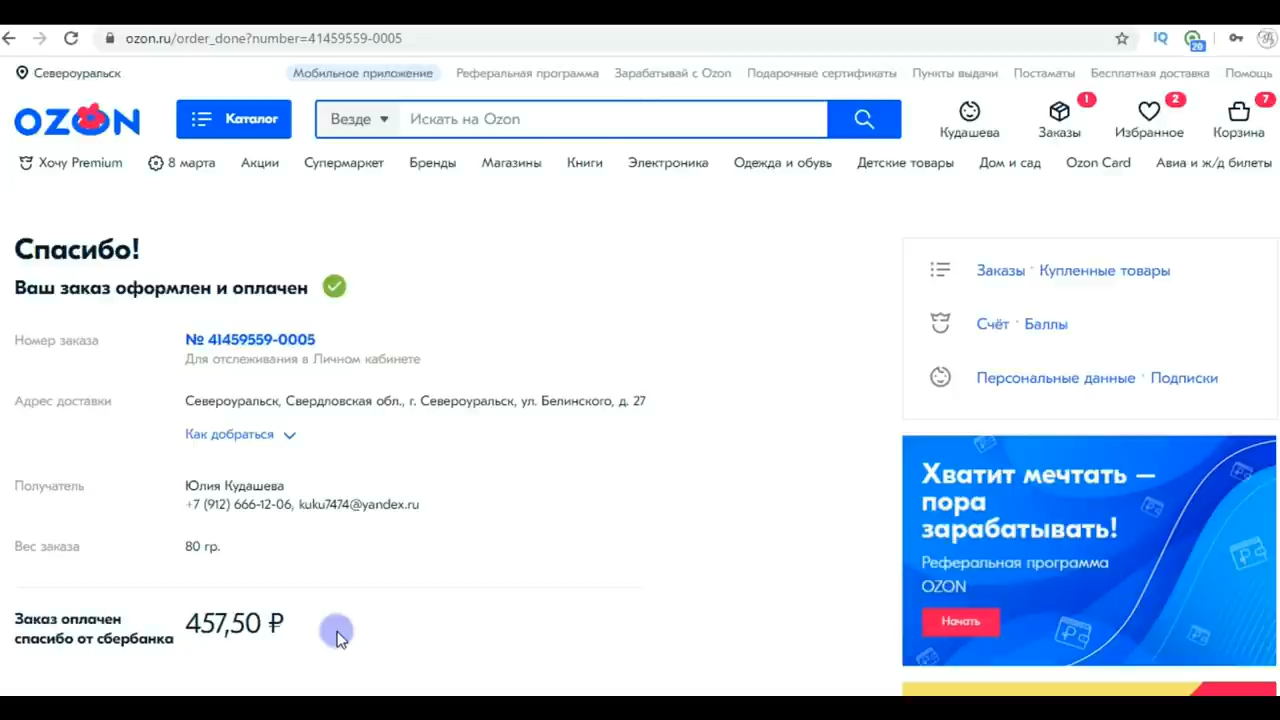 ozon.ru/order_done?number=41459559-0005
IQ
20
Североуральск
Мобильное приложение
Реферальная программа
Зарабатывай с Ozon
Подарочные сертификаты
Пункты выдачи
Постаматы
Бесплатная доставка
Помощь
OZON
Каталог
Везде
Искать на Ozon
Кудашева
1
Заказы
2
Избранное
7
Корзина
Хочу Premium
8 марта
Акции
Супермаркет
Бренды
Магазины
Книги
Электроника
Одежда и обувь
Детские товары
Дом и сад
Ozon Card
Авиа и ж/д билеты
Спасибо!
Ваш заказ оформлен и оплачен
Номер заказа
№ 41459559-0005
Для отслеживания в Личном кабинете
Адрес доставки
Североуральск, Свердловская обл., г. Североуральск, ул. Белинского, д. 27
Как добраться
Получатель
Юлия Кудашева
+7 (912) 666-12-06, kuku7474@yandex.ru
Вес заказа
80 гр.
Заказ оплачен
спасибо от сбербанка
457,50 ₽
Заказы · Купленные товары
Счёт · Баллы
Персональные данные · Подписки
Хватит мечтать —
пора
зарабатывать!
Реферальная программа
OZON
Начать